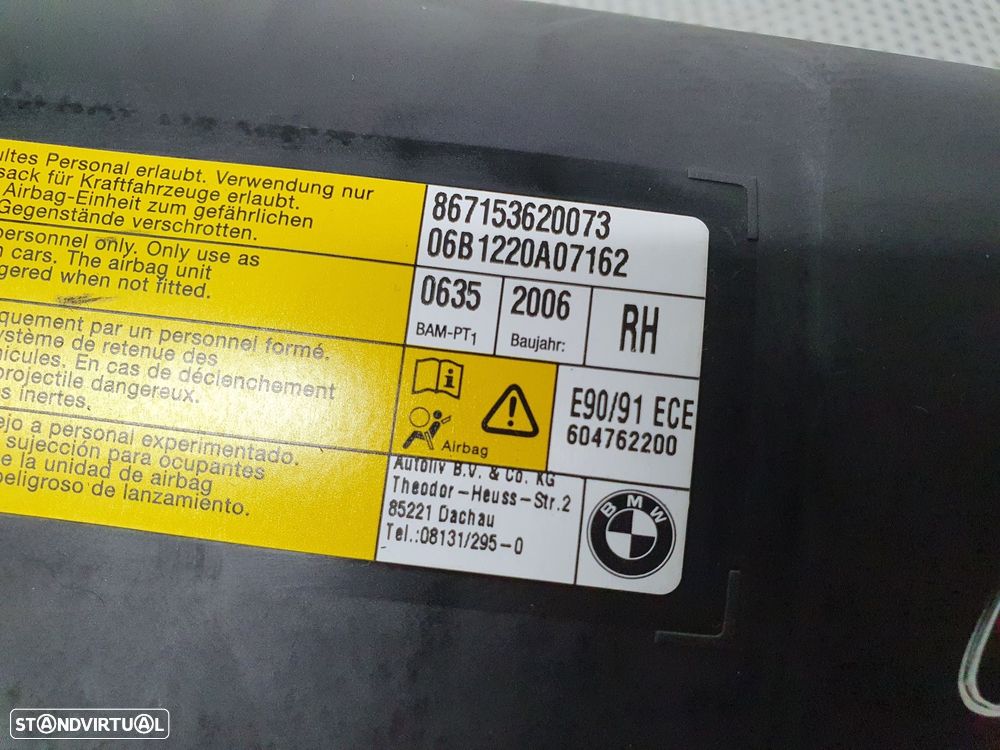 ultes Personal erlaubt. Verwendung nur
sack für Kraftfahrzeuge erlaubt.
Airbag-Einheit zum gefährlichen
Gegenstände verschrotten.
personnel only. Only use as
cars. The airbag unit
gered when not fitted.
quement par un personnel formé.
ystème de retenue des
hicules. En cas de déclenchement
projectile dangereux.
s inertes.
ejo a personal experimentado.
sujección para ocupantes
e la unidad de airbag
peligroso de lanzamiento.
867153620073
06B1220A07162
0635
BAM-PT1
2006
Baujahr:
RH
Airbag
E90/91 ECE
604762200
Autoliv B.V. & Co. KG
Theodor-Heuss-Str.2
85221 Dachau
Tel.:08131/295-0
BMW
STANDVIRTUAL